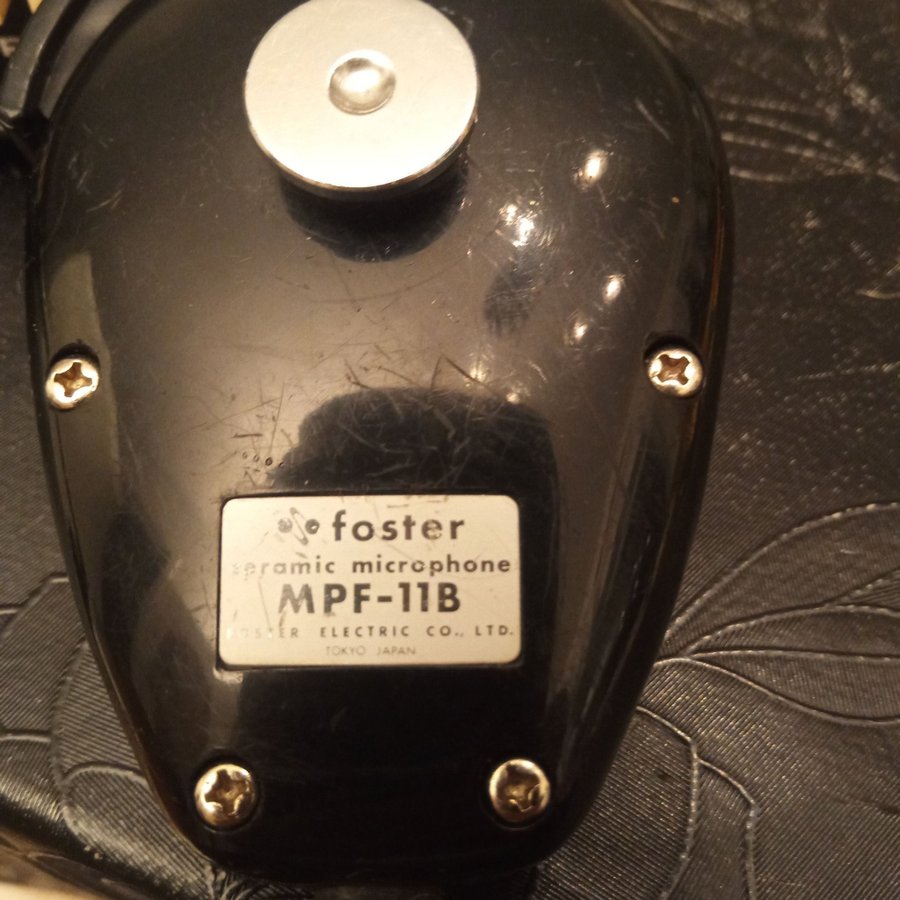 foster
ceramic microphone
MPF-11B
FOSTER ELECTRIC CO., LTD.
TOKYO JAPAN